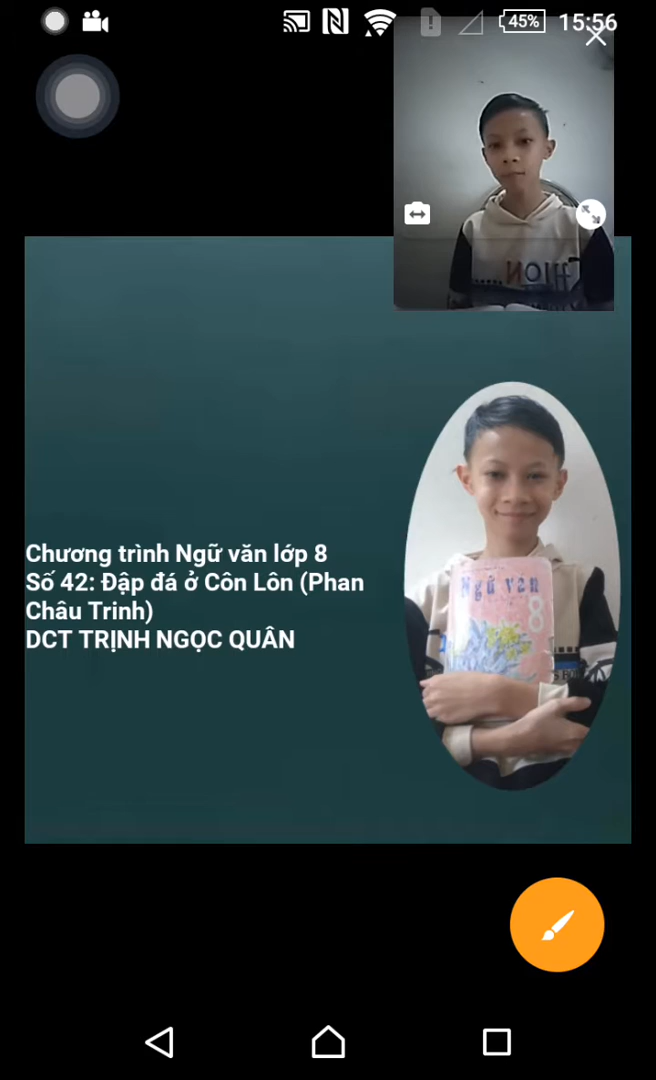 45% 15:56
Chương trình Ngữ văn lớp 8
Số 42: Đập đá ở Côn Lôn (Phan
Châu Trinh)
DCT TRỊNH NGỌC QUÂN
Ngữ văn
8